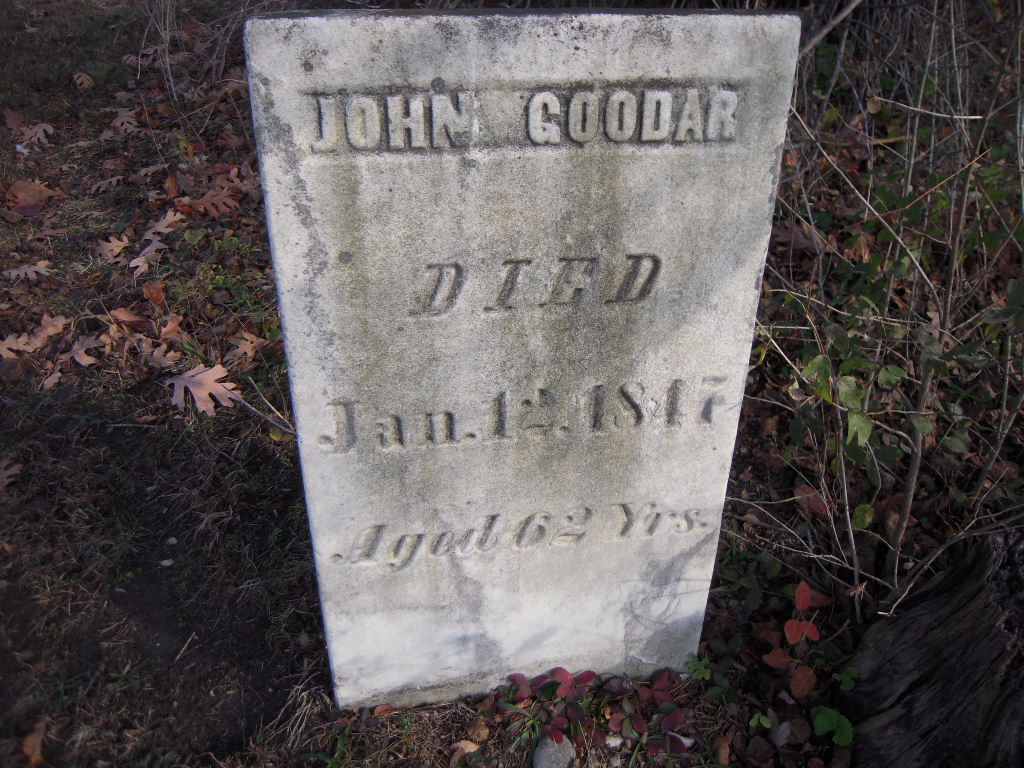 JOHN GOODAR
DIED
Jan. 12, 1847
Aged 62 Yrs.